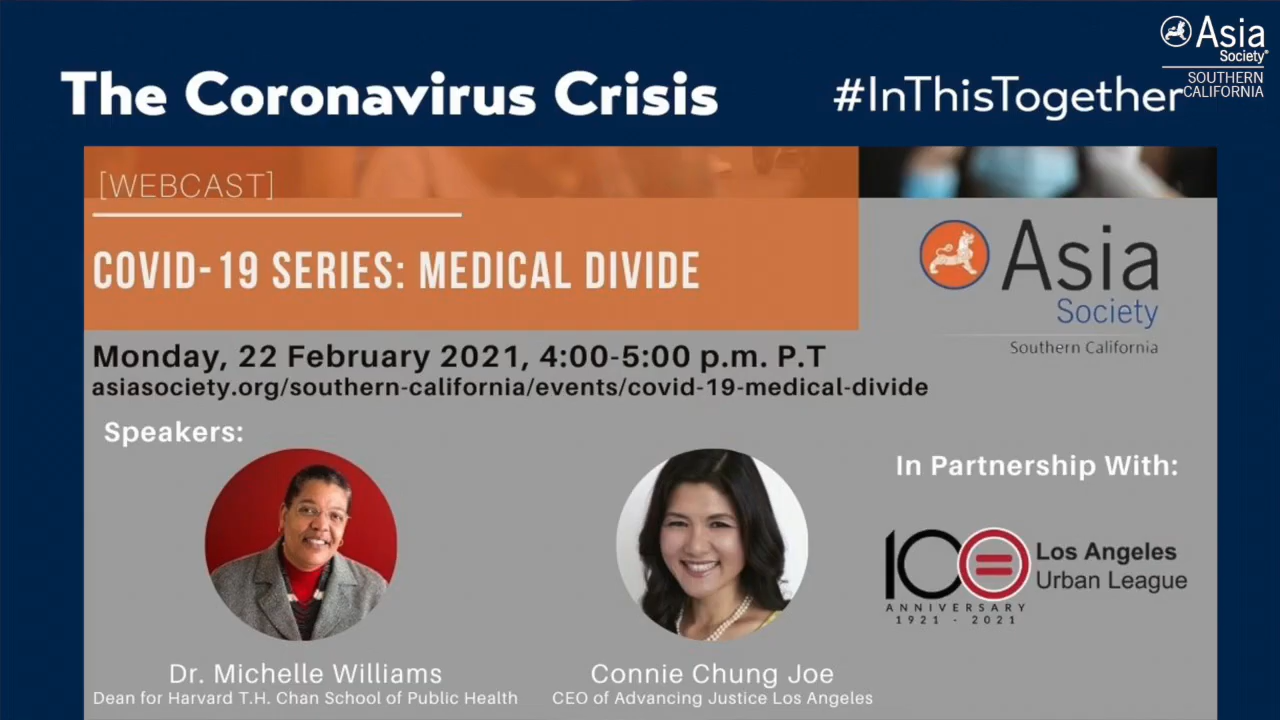 The Coronavirus Crisis
#InThisTogether
Asia
Society®
SOUTHERN
CALIFORNIA
[WEBCAST]
COVID-19 SERIES: MEDICAL DIVIDE
Asia
Society
Southern California
Monday, 22 February 2021, 4:00-5:00 p.m. P.T
asiasociety.org/southern-california/events/covid-19-medical-divide
Speakers:
In Partnership With:
100
ANNIVERSARY
1921 - 2021
Los Angeles
Urban League
Dr. Michelle Williams
Dean for Harvard T.H. Chan School of Public Health
Connie Chung Joe
CEO of Advancing Justice Los Angeles